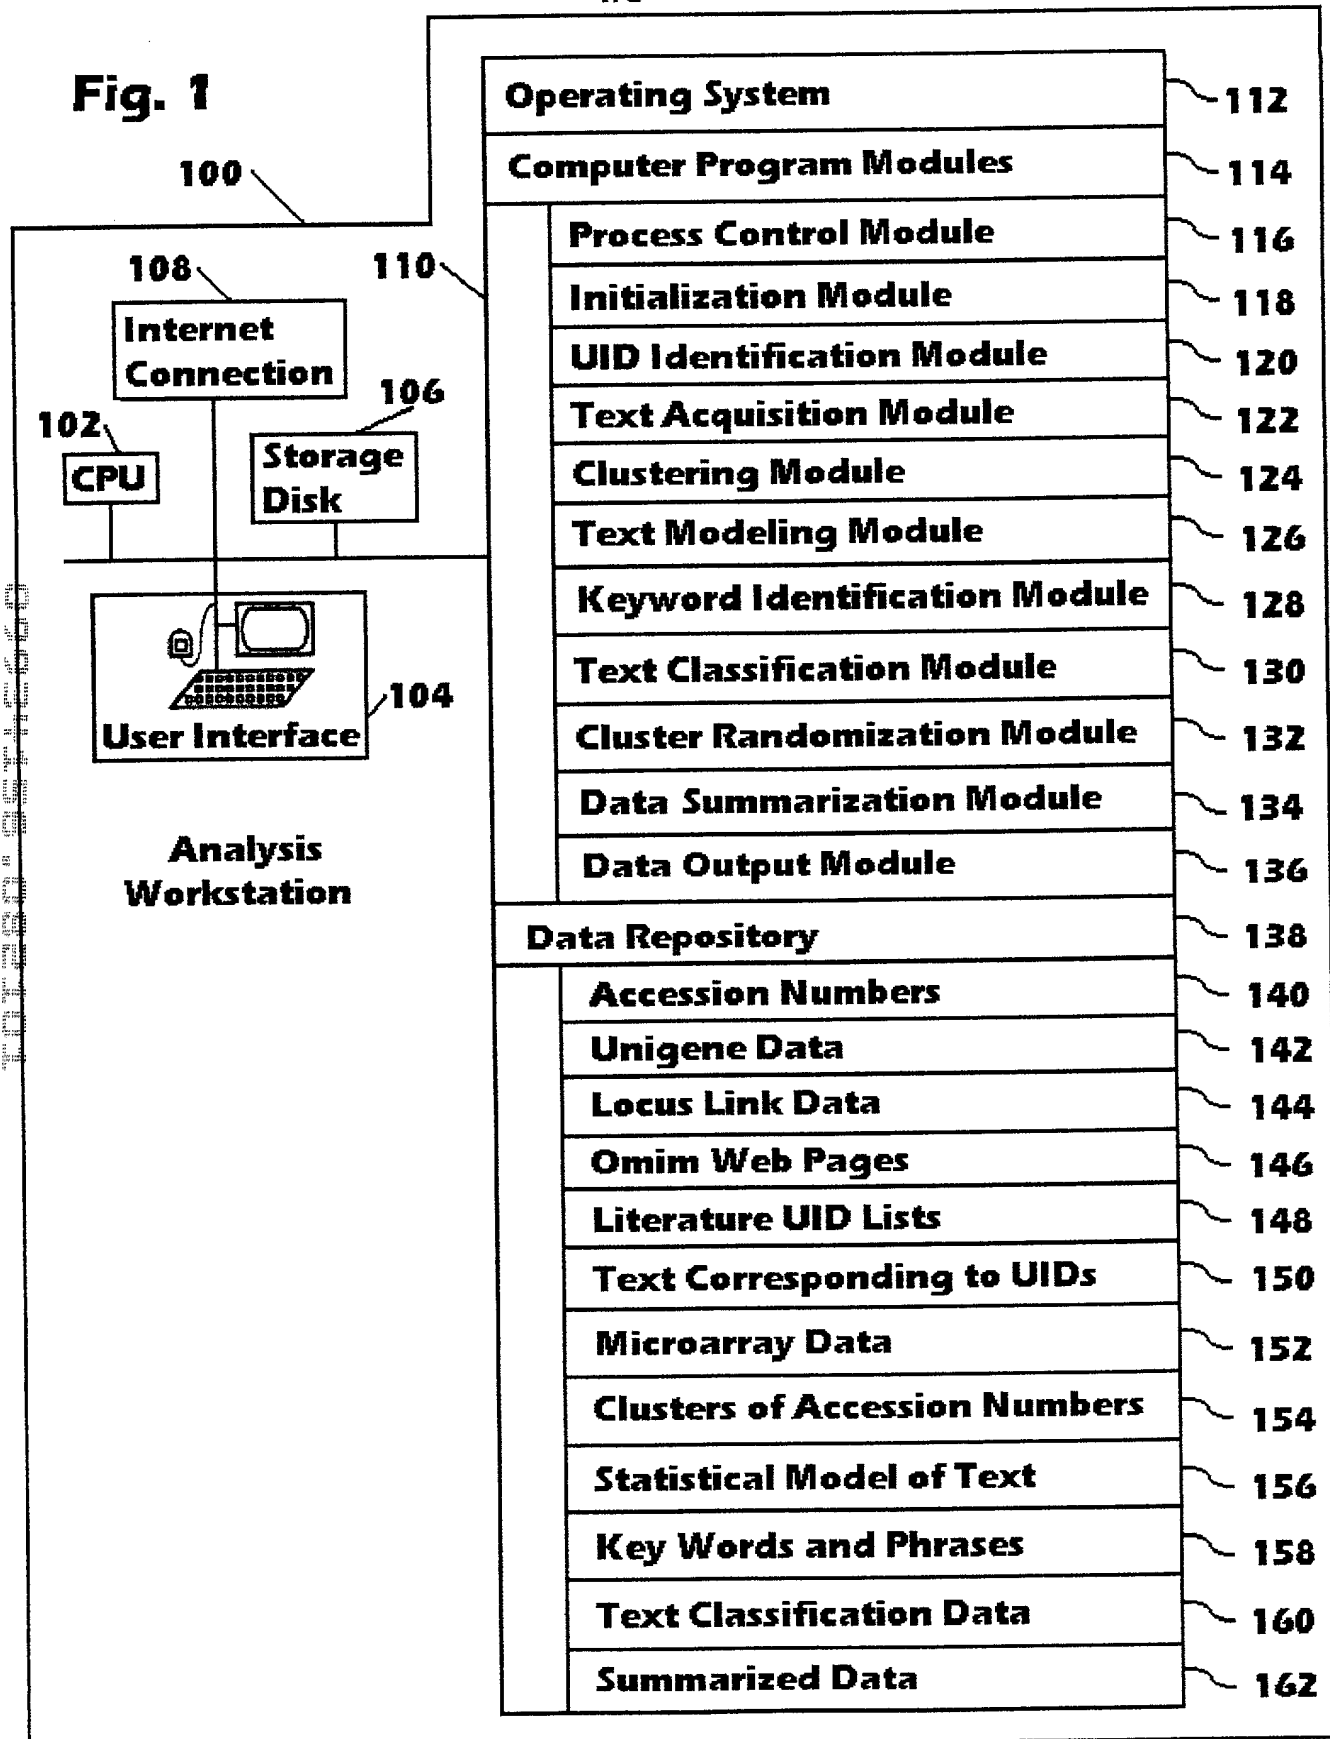 Fig. 1
100
108
Internet
Connection
110
102
CPU
106
Storage
Disk
104
User Interface
Analysis
Workstation
Operating System 112
Computer Program Modules 114
Process Control Module 116
Initialization Module 118
UID Identification Module 120
Text Acquisition Module 122
Clustering Module 124
Text Modeling Module 126
Keyword Identification Module 128
Text Classification Module 130
Cluster Randomization Module 132
Data Summarization Module 134
Data Output Module 136
Data Repository 138
Accession Numbers 140
Unigene Data 142
Locus Link Data 144
Omim Web Pages 146
Literature UID Lists 148
Text Corresponding to UIDs 150
Microarray Data 152
Clusters of Accession Numbers 154
Statistical Model of Text 156
Key Words and Phrases 158
Text Classification Data 160
Summarized Data 162